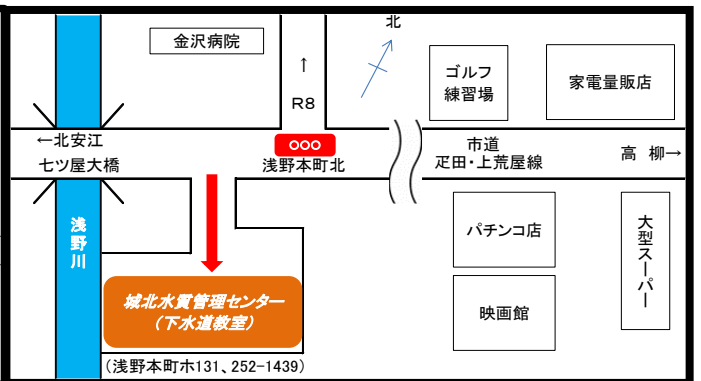 北
金沢病院
↑
R8
ゴルフ
練習場
家電量販店
←北安江
七ツ屋大橋
浅野本町北
市道
疋田・上荒屋線
高 柳→
浅野川
パチンコ店
大型スーパー
城北水質管理センター
（下水道教室）
映画館
（浅野本町ホ131、252-1439）